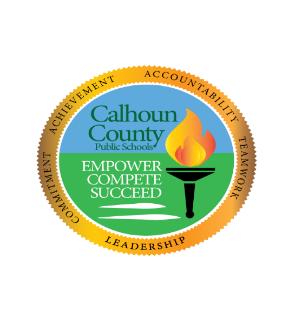 COMMITMENT ACHIEVEMENT ACCOUNTABILITY TEAMWORK
Calhoun
County
Public Schools
EMPOWER
COMPETE
SUCCEED
LEADERSHIP